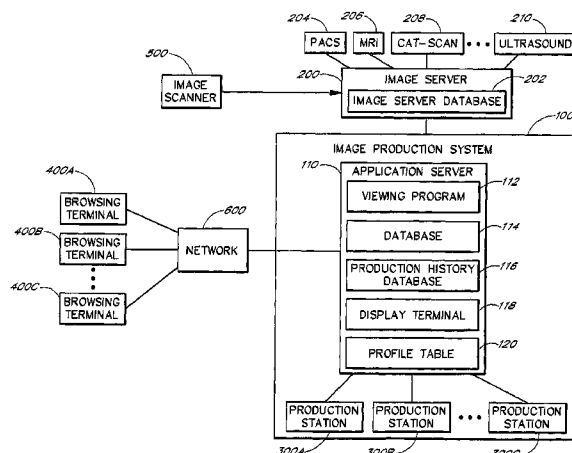 204
206
208
210
PACS
MRI
CAT-SCAN
ULTRASOUND
500
200
IMAGE SERVER
202
IMAGE SCANNER
IMAGE SERVER DATABASE
100
IMAGE PRODUCTION SYSTEM
110
APPLICATION SERVER
VIEWING PROGRAM
112
DATABASE
114
PRODUCTION HISTORY
DATABASE
116
DISPLAY TERMINAL
118
PROFILE TABLE
120
400A
BROWSING
TERMINAL
400B
BROWSING
TERMINAL
400C
BROWSING
TERMINAL
600
NETWORK
PRODUCTION
STATION
PRODUCTION
STATION
PRODUCTION
STATION
300A
300B